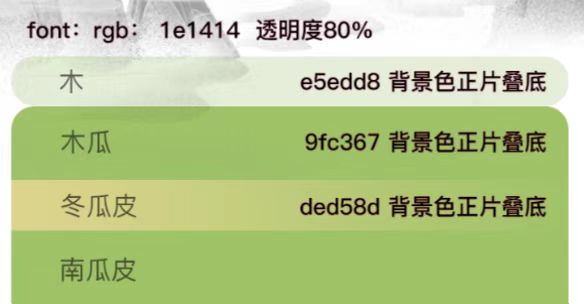 font：rgb： 1e1414 透明度80%
木 e5edd8 背景色正片叠底
木瓜 9fc367 背景色正片叠底
冬瓜皮 ded58d 背景色正片叠底
南瓜皮